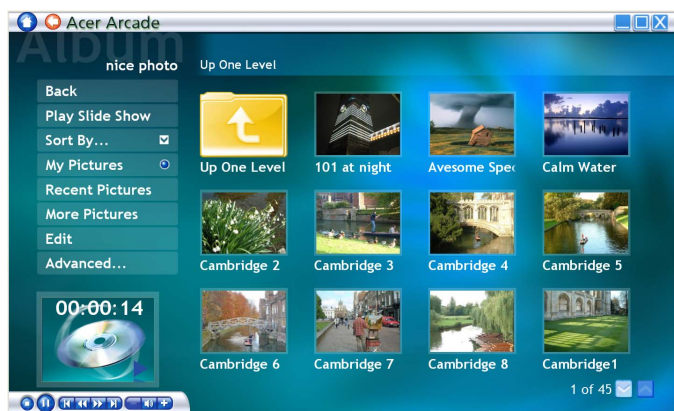 Acer Arcade
Album
nice photo
Up One Level
Back
Play Slide Show
Sort By...
My Pictures
Recent Pictures
More Pictures
Edit
Advanced...
00:00:14
Up One Level
101 at night
Avesome Spec
Calm Water
Cambridge 2
Cambridge 3
Cambridge 4
Cambridge 5
Cambridge 6
Cambridge 7
Cambridge 8
Cambridge1
1 of 45